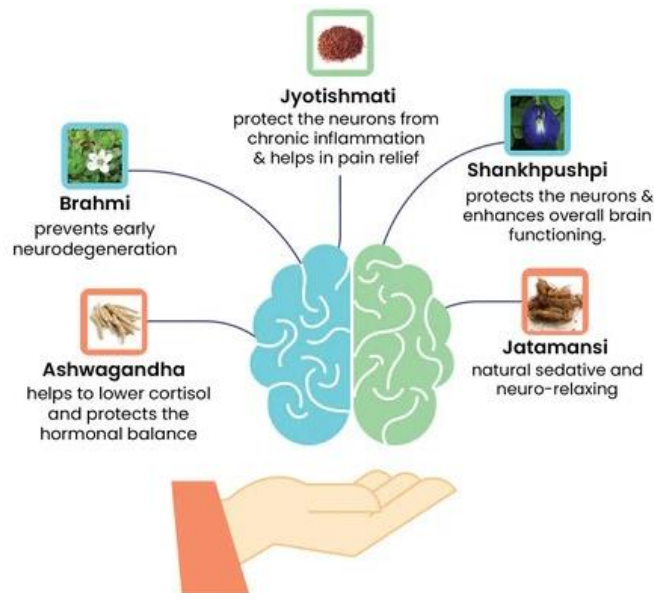 Jyotishmati
protect the neurons from
chronic inflammation
& helps in pain relief
Brahmi
prevents early
neurodegeneration
Shankhpushpi
protects the neurons &
enhances overall brain
functioning.
Ashwagandha
helps to lower cortisol
and protects the
hormonal balance
Jatamansi
natural sedative and
neuro-relaxing